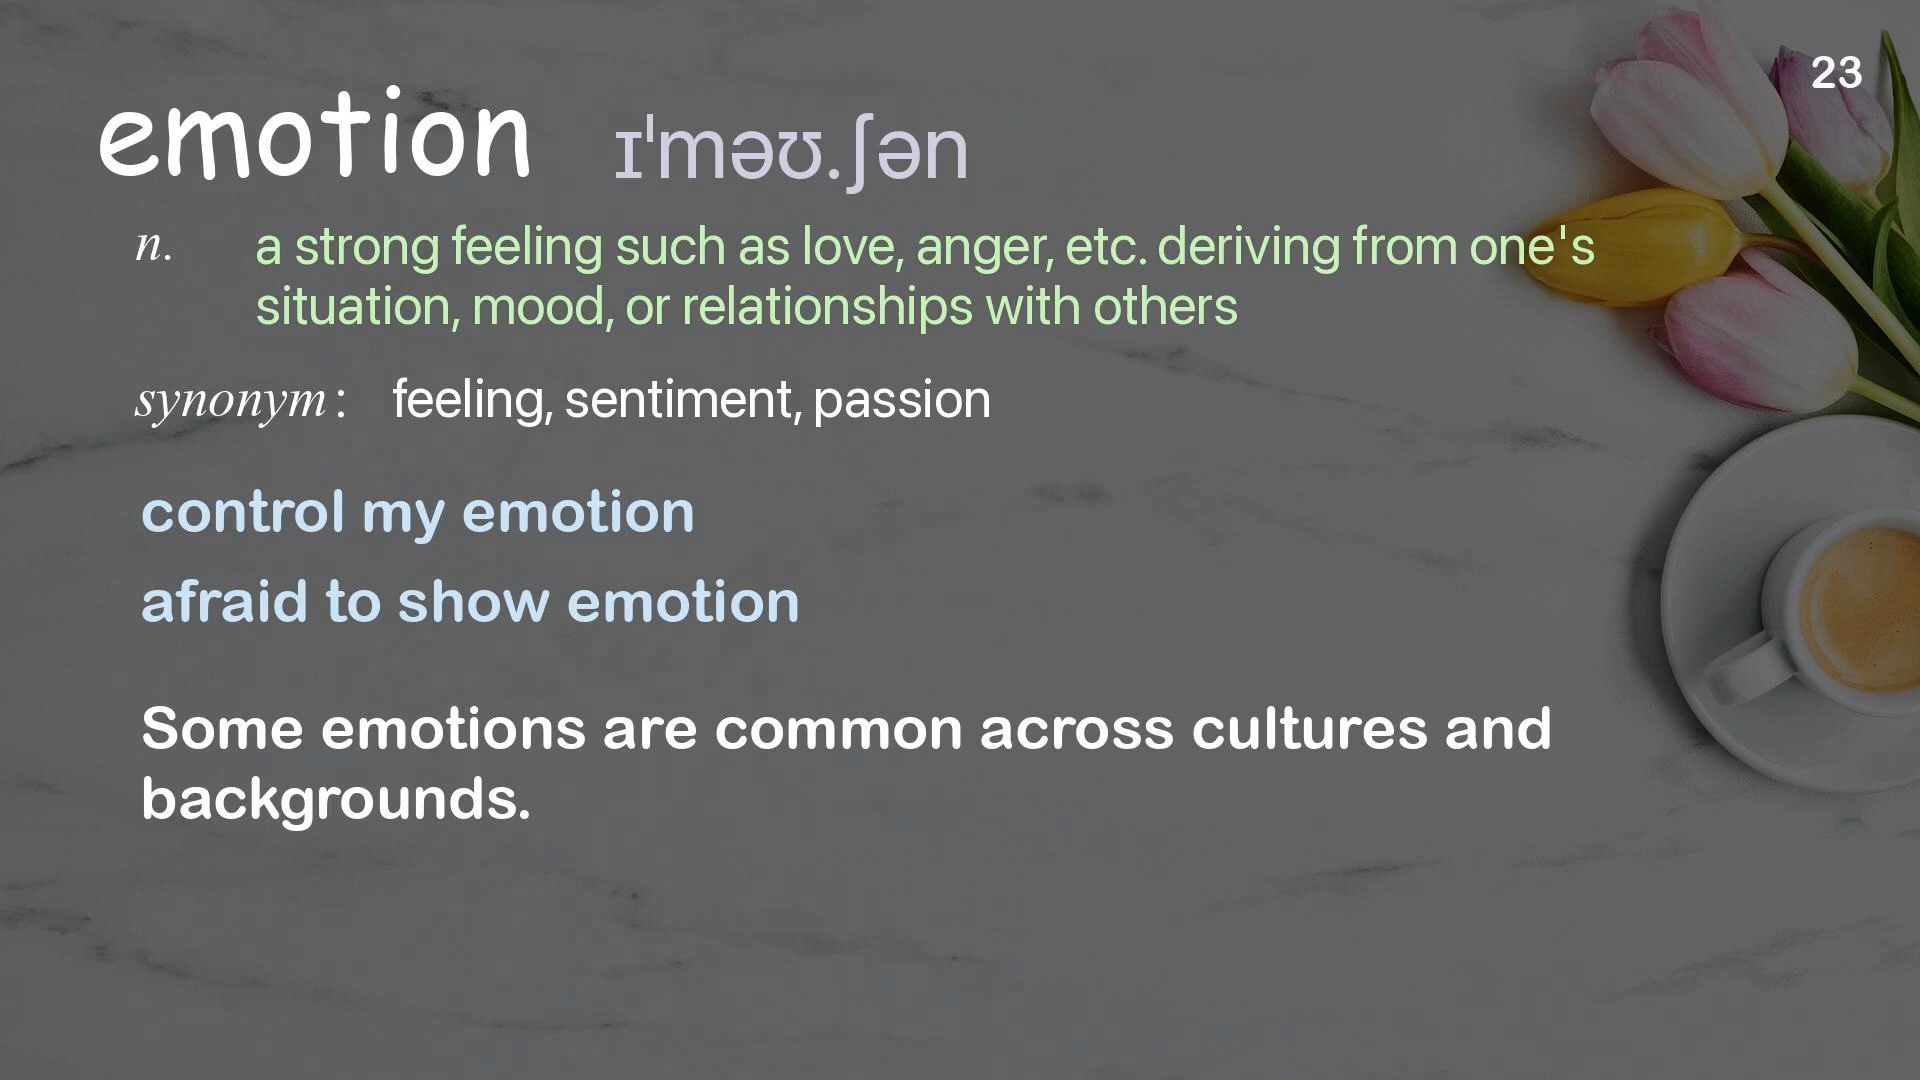 23
emotion ɪˈməʊ.ʃən
n. a strong feeling such as love, anger, etc. deriving from one's
situation, mood, or relationships with others
synonym: feeling, sentiment, passion
control my emotion
afraid to show emotion
Some emotions are common across cultures and
backgrounds.